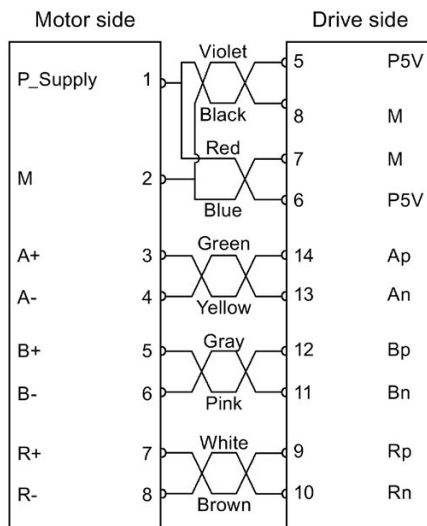 Motor side Drive side
Violet
5 P5V
P_Supply 1
Black
8 M
Red
7 M
M 2
Blue
6 P5V
Green
A+ 3 14 Ap
A- 4 13 An
Yellow
Gray
B+ 5 12 Bp
B- 6 11 Bn
Pink
White
R+ 7 9 Rp
R- 8 10 Rn
Brown